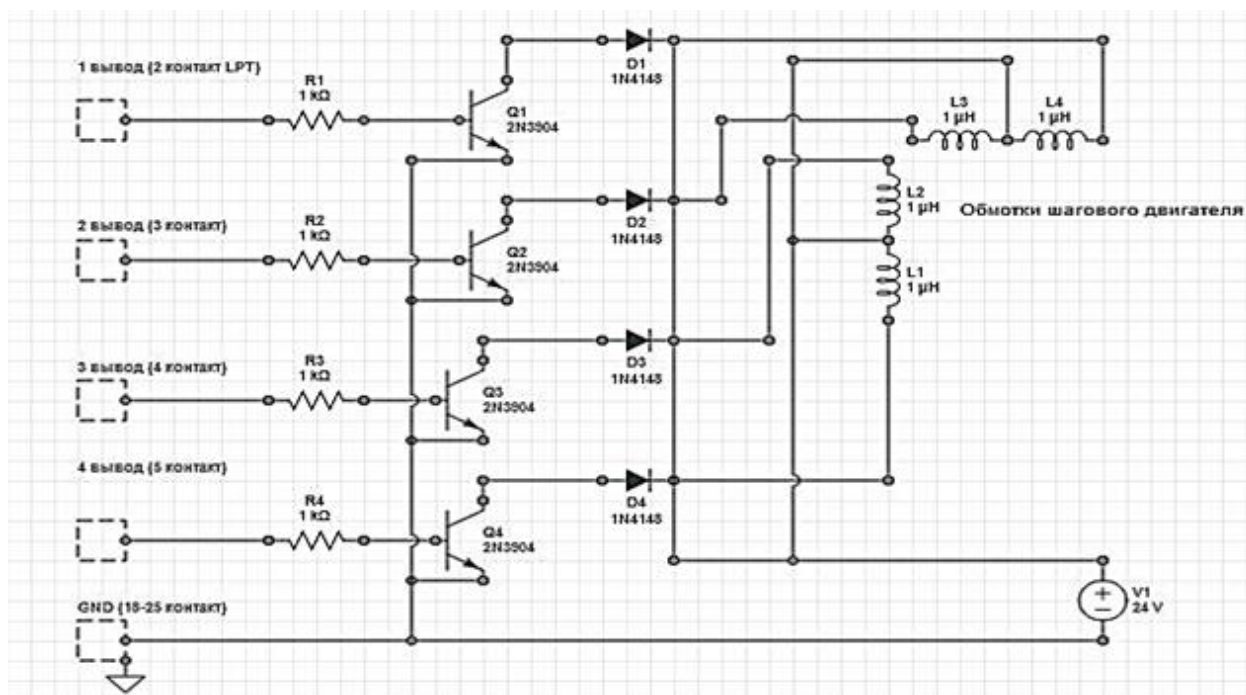 1 вывод (2 контакт LPT)
R1
1 kΩ
Q1
2N3904
D1
1N4148
L3
1 µH
L4
1 µH
2 вывод (3 контакт)
R2
1 kΩ
Q2
2N3904
D2
1N4148
L2
1 µH
Обмотки шагового двигателя
L1
1 µH
3 вывод (4 контакт)
R3
1 kΩ
Q3
2N3904
D3
1N4148
4 вывод (5 контакт)
R4
1 kΩ
Q4
2N3904
D4
1N4148
GND (18-25 контакт)
V1
24 V